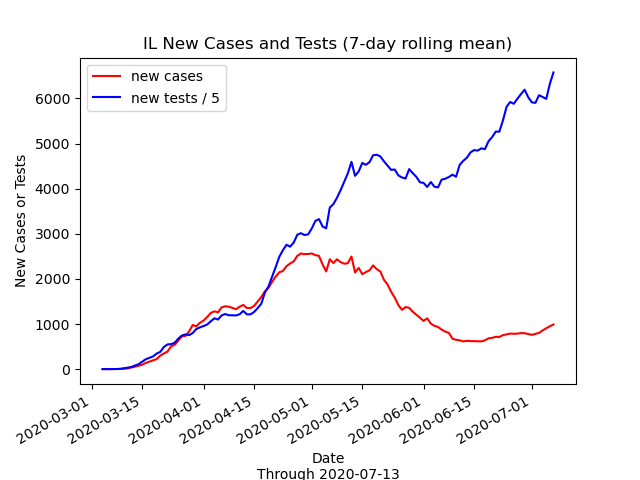 IL New Cases and Tests (7-day rolling mean)
new cases
new tests / 5
New Cases or Tests
6000
5000
4000
3000
2000
1000
0
2020-03-01
2020-03-15
2020-04-01
2020-04-15
2020-05-01
2020-05-15
2020-06-01
2020-06-15
2020-07-01
Date
Through 2020-07-13